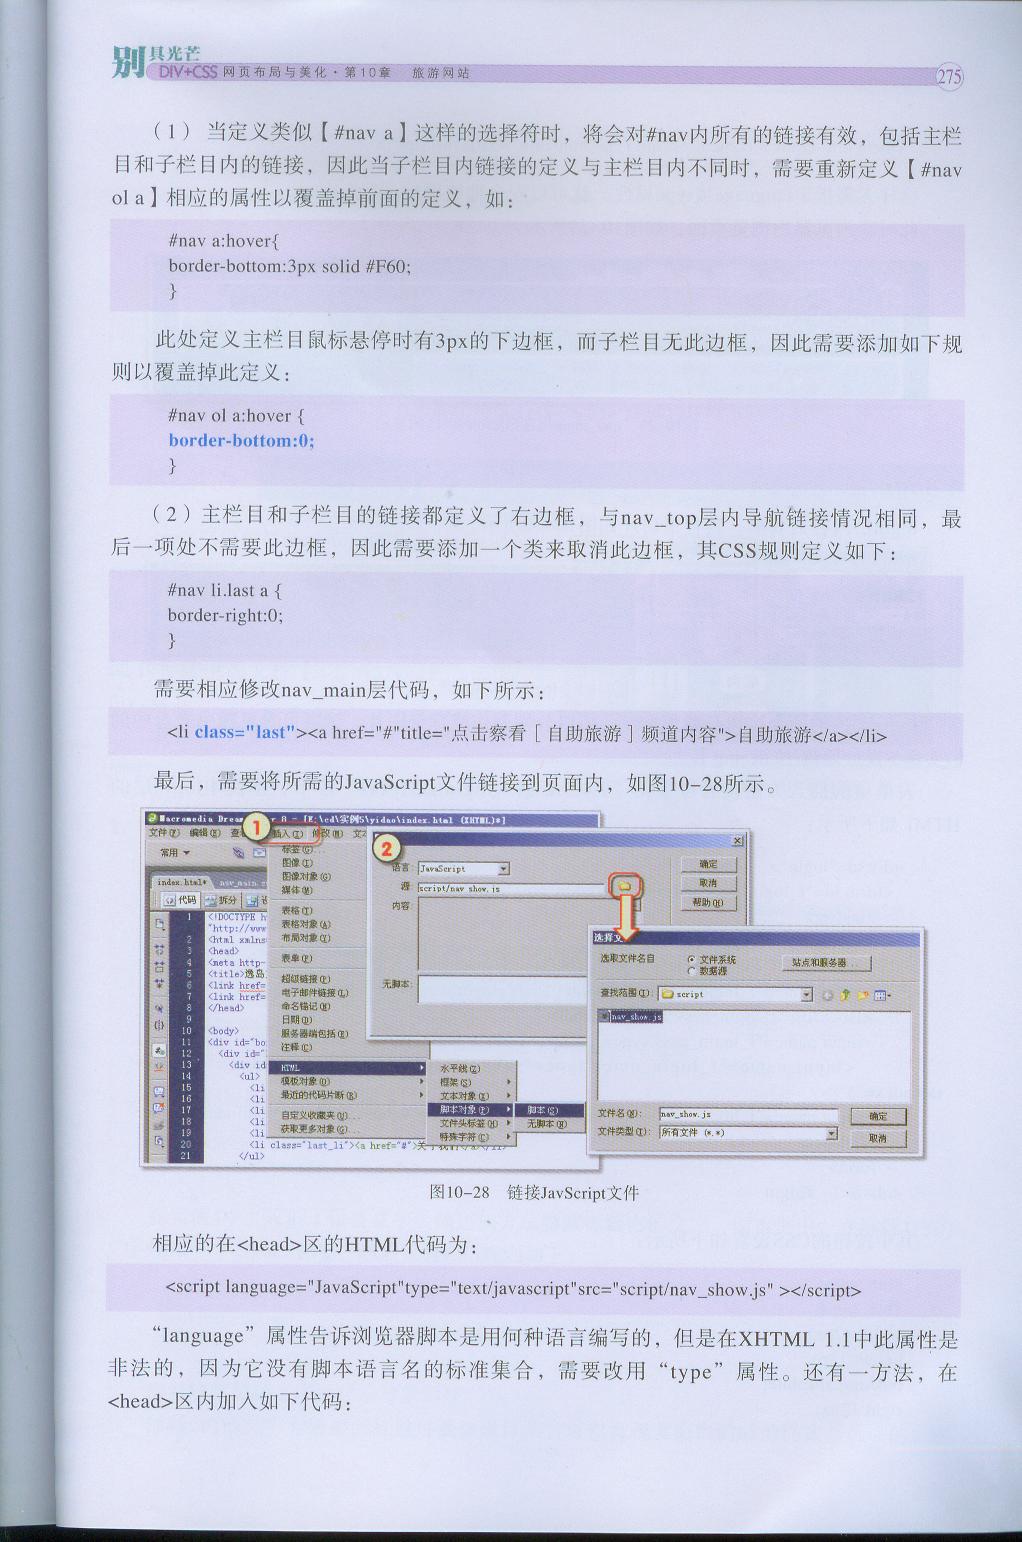 别具光芒
DIV+CSS 网页布局与美化·第10章 旅游网站
275
（1） 当定义类似【#nav a】这样的选择符时，将会对#nav内所有的链接有效，包括主栏
目和子栏目内的链接，因此当子栏目内链接的定义与主栏目内不同时，需要重新定义【#nav
ol a】相应的属性以覆盖掉前面的定义，如：
#nav a:hover{
border-bottom:3px solid #F60;
}
此处定义主栏目鼠标悬停时有3px的下边框，而子栏目无此边框，因此需要添加如下规
则以覆盖掉此定义：
#nav ol a:hover {
border-bottom:0;
}
（2）主栏目和子栏目的链接都定义了右边框，与nav_top层内导航链接情况相同，最
后一项处不需要此边框，因此需要添加一个类来取消此边框，其CSS规则定义如下：
#nav li.last a {
border-right:0;
}
需要相应修改nav_main层代码，如下所示：
<li class="last"><a href="#"title="点击察看［自助旅游］频道内容">自助旅游</a></li>
最后，需要将所需的JavaScript文件链接到页面内，如图10-28所示。
Macromedia Dream er 8 - [E:\cd\实例5\yidao\index.html (XHTML)*]
文件(F) 编辑(E) 查 1 插入(I) 修改(M) 文
常用
index.html* nav_main.
代码 拆分
标签(G)...
图像(I)
图像对象(G)
媒体(M)
表格(T)
表格对象(A)
布局对象(Y)
表单(F)
超级链接(P)
电子邮件链接(L)
命名锚记(N)
日期(D)
服务器端包括(E)
注释(C)
HTML
模板对象(O)
最近的代码片断(R)
自定义收藏夹(U)...
获取更多对象(G)...
水平线(Z)
框架(S)
文本对象(X)
脚本对象(P)
文件头标签(H)
特殊字符(C)
脚本(S)
无脚本(N)
1 <!DOCTYPE h
"http://www
2 <html xmlns
3 <head>
4 <meta http-
5 <title>逸岛
6 <link href=
7 <link href=
8 </head>
9
10 <body>
11 <div id="bo
12 <div id="
13 <div id
14 <ul>
15 <li
16 <li
17 <li
18 <li
19 <li
20 <li class="last_li"><a href="#">关于我们</a></li>
21 </ul>
2
语言: JavaScript
源: script/nav_show.js
内容:
无脚本:
确定
取消
帮助(H)
选择文
选取文件名自 文件系统
数据源
站点和服务器...
查找范围(I): script
nav_show.js
文件名(N): nav_show.js 确定
文件类型(T): 所有文件 (*.*) 取消
图10-28 链接JavScript文件
相应的在<head>区的HTML代码为：
<script language="JavaScript"type="text/javascript"src="script/nav_show.js" ></script>
“language”属性告诉浏览器脚本是用何种语言编写的，但是在XHTML 1.1中此属性是
非法的，因为它没有脚本语言名的标准集合，需要改用“type”属性。还有一方法，在
<head>区内加入如下代码：